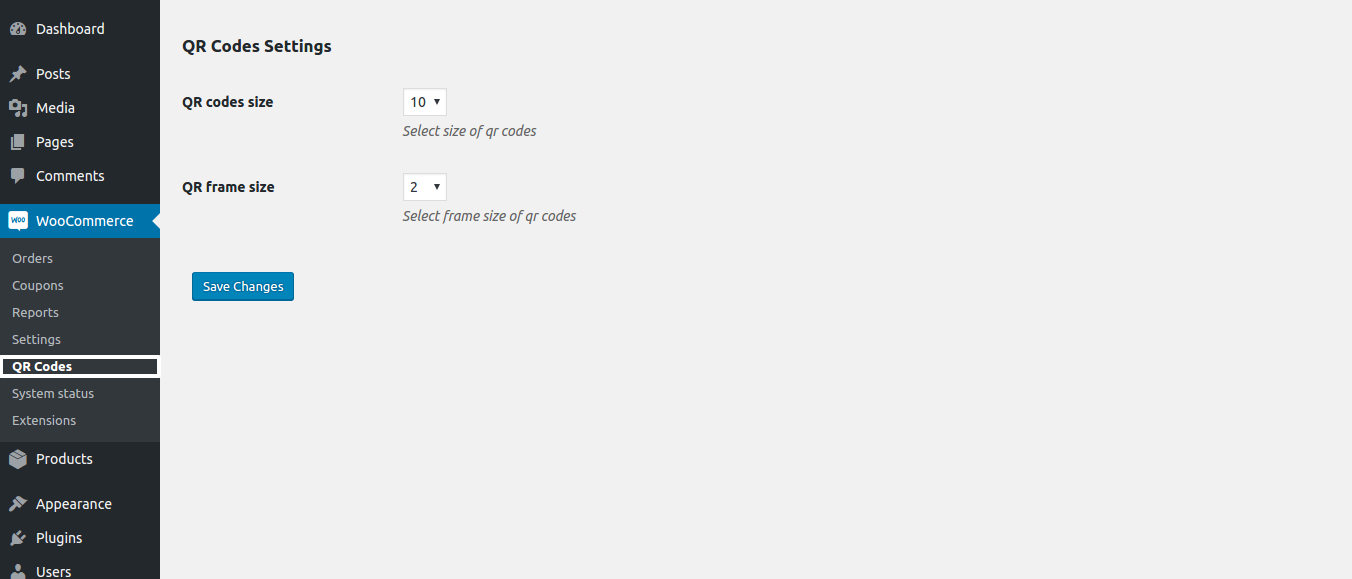 Dashboard
Posts
Media
Pages
Comments
woo WooCommerce
Orders
Coupons
Reports
Settings
QR Codes
System status
Extensions
Products
Appearance
Plugins
Users
QR Codes Settings
QR codes size 10
Select size of qr codes
QR frame size 2
Select frame size of qr codes
Save Changes